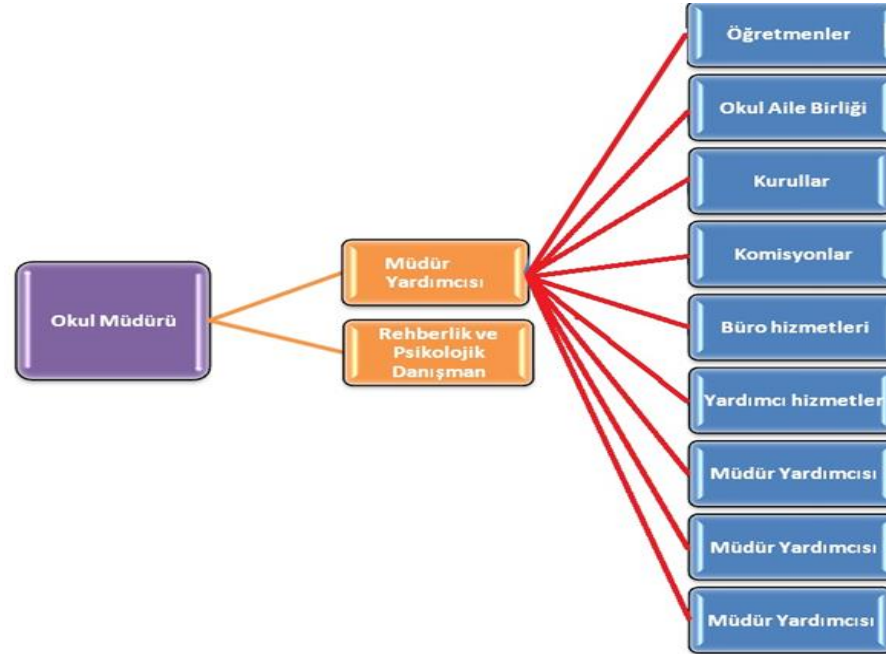 Okul Müdürü
Müdür
Yardımcısı
Rehberlik ve
Psikolojik
Danışman
Öğretmenler
Okul Aile Birliği
Kurullar
Komisyonlar
Büro hizmetleri
Yardımcı hizmetler
Müdür Yardımcısı
Müdür Yardımcısı
Müdür Yardımcısı